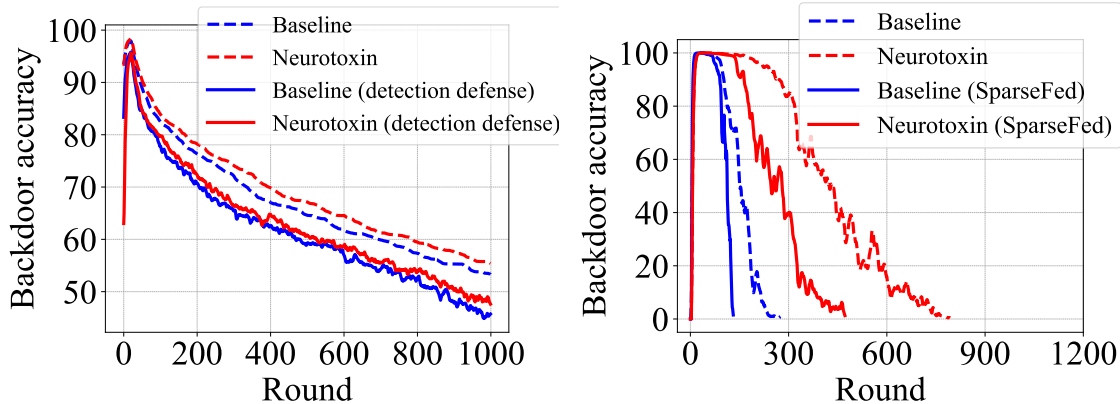 Baseline
Neurotoxin
Baseline (detection defense)
Neurotoxin (detection defense)
100
90
80
70
60
50
Backdoor accuracy
0
200
400
600
800
1000
Round
Baseline
Neurotoxin
Baseline (SparseFed)
Neurotoxin (SparseFed)
100
80
60
40
20
0
Backdoor accuracy
0
300
600
900
1200
Round